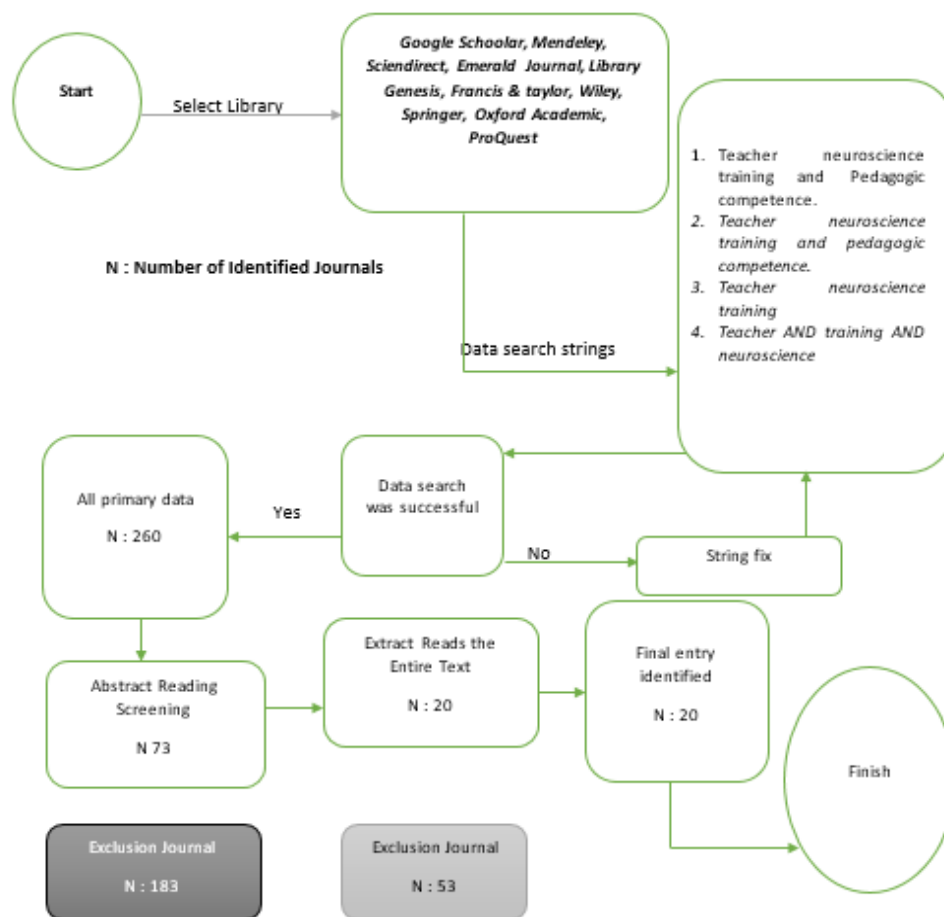 Start
Select Library
Google Schoolar, Mendeley,
Sciendirect, Emerald Journal, Library
Genesis, Francis & taylor, Wiley,
Springer, Oxford Academic,
ProQuest
1. Teacher neuroscience
training and Pedagogic
competence.
2. Teacher neuroscience
training and pedagogic
competence.
3. Teacher neuroscience
training
4. Teacher AND training AND
neuroscience
N : Number of Identified Journals
Data search strings
All primary data
N : 260
Yes
Data search
was successful
No
String fix
Abstract Reading
Screening
N 73
Extract Reads the
Entire Text
N : 20
Final entry
identified
N : 20
Finish
Exclusion Journal
N : 183
Exclusion Journal
N : 53